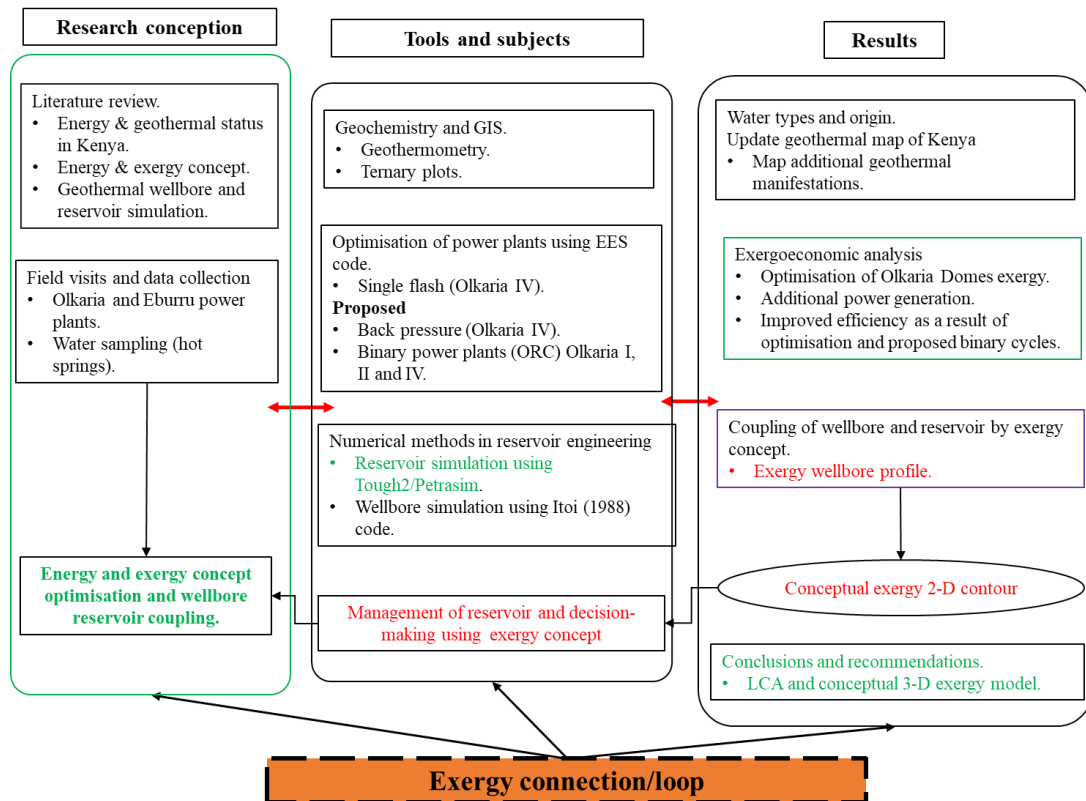 Research conception
Literature review.
• Energy & geothermal status
in Kenya.
• Energy & exergy concept.
• Geothermal wellbore and
reservoir simulation.
Field visits and data collection
• Olkaria and Eburru power
plants.
• Water sampling (hot
springs).
Energy and exergy concept
optimisation and wellbore
reservoir coupling.
Tools and subjects
Geochemistry and GIS.
• Geothermometry.
• Ternary plots.
Optimisation of power plants using EES
code.
• Single flash (Olkaria IV).
Proposed
• Back pressure (Olkaria IV).
• Binary power plants (ORC) Olkaria I,
II and IV.
Numerical methods in reservoir engineering
• Reservoir simulation using
Tough2/Petrasim.
• Wellbore simulation using Itoi (1988)
code.
Management of reservoir and decision-
making using exergy concept
Results
Water types and origin.
Update geothermal map of Kenya
• Map additional geothermal
manifestations.
Exergoeconomic analysis
• Optimisation of Olkaria Domes exergy.
• Additional power generation.
• Improved efficiency as a result of
optimisation and proposed binary cycles.
Coupling of wellbore and reservoir by exergy
concept.
• Exergy wellbore profile.
Conceptual exergy 2-D contour
Conclusions and recommendations.
• LCA and conceptual 3-D exergy model.
Exergy connection/loop